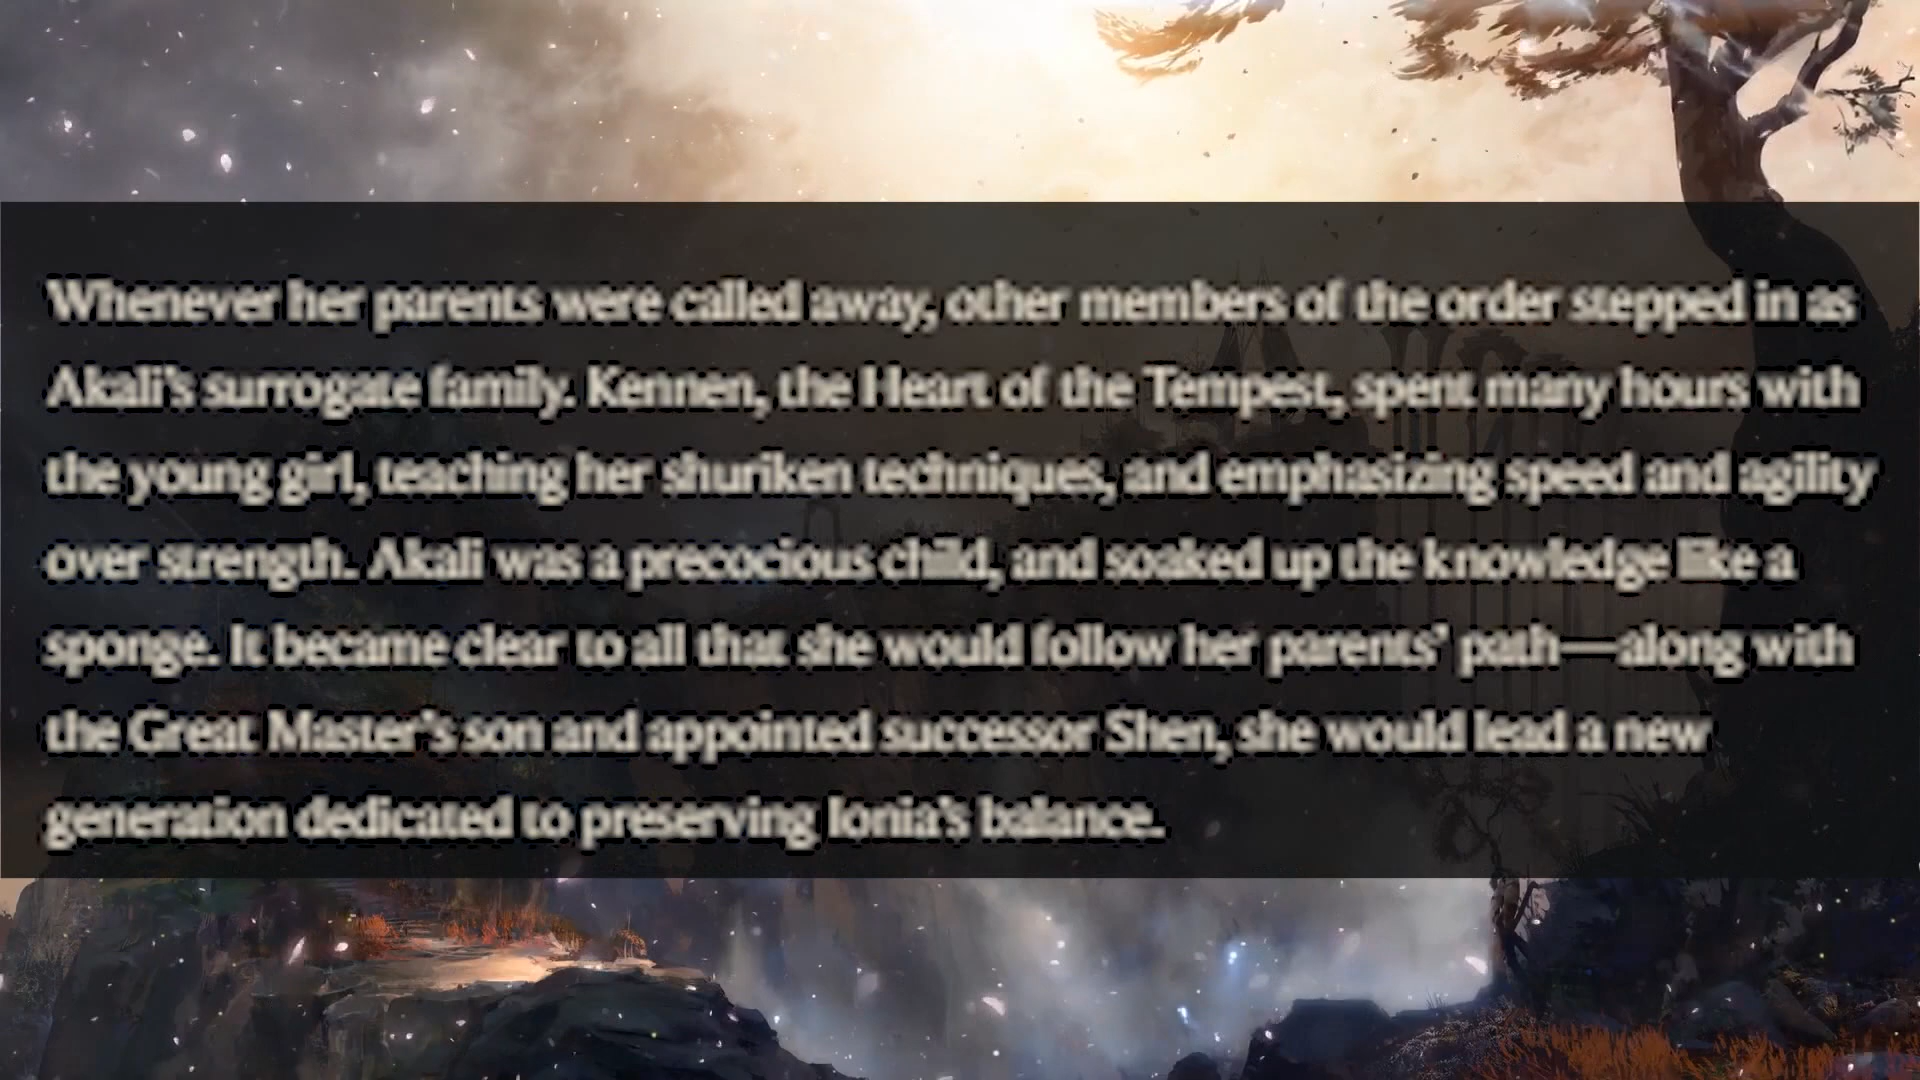 Whenever her parents were called away, other members of the order stepped in as
Akali's surrogate family. Kennen, the Heart of the Tempest, spent many hours with
the young girl, teaching her shuriken techniques, and emphasizing speed and agility
over strength. Akali was a precocious child, and soaked up the knowledge like a
sponge. It became clear to all that she would follow her parents' path—along with
the Great Master's son and appointed successor Shen, she would lead a new
generation dedicated to preserving Ionia's balance.